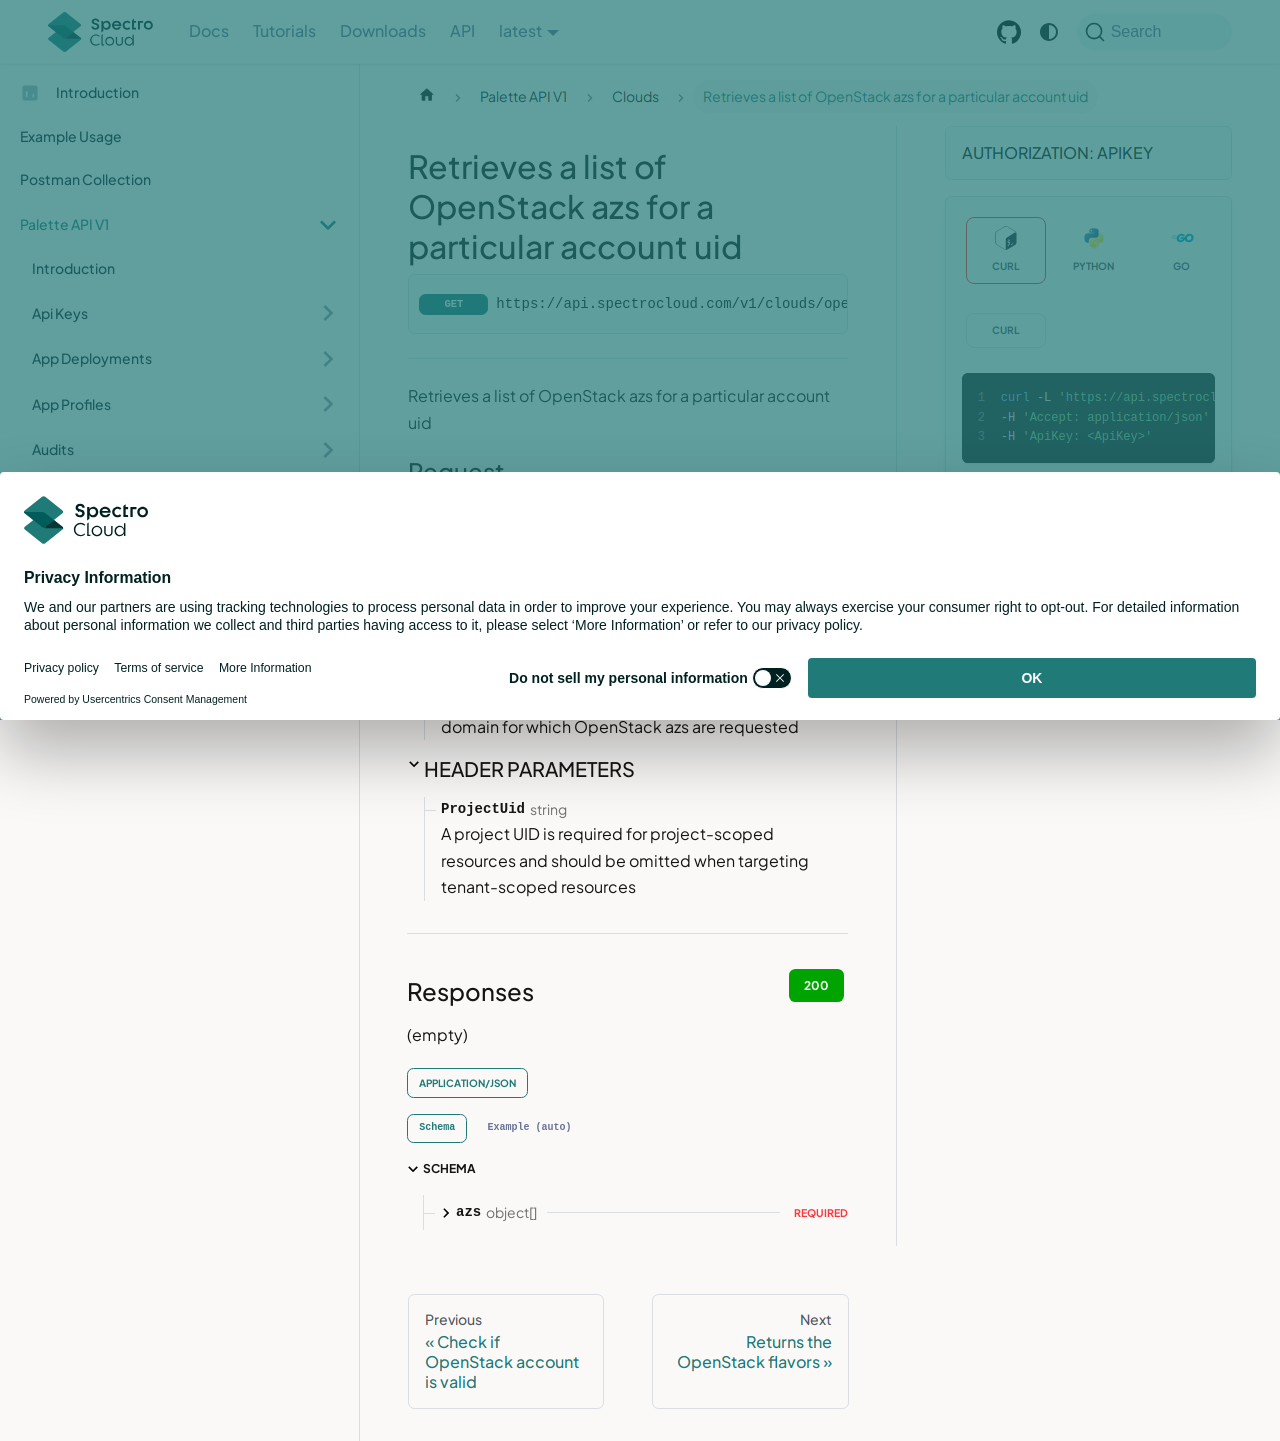 Spectro
Cloud
Docs
Tutorials
Downloads
API
latest
Search
Introduction
Example Usage
Postman Collection
Palette API V1
Introduction
Api Keys
App Deployments
App Profiles
Audits
Palette API V1
Clouds
Retrieves a list of OpenStack azs for a particular account uid
Retrieves a list of
OpenStack azs for a
particular account uid
GET
https://api.spectrocloud.com/v1/clouds/ope
Retrieves a list of OpenStack azs for a particular account
uid
Request
AUTHORIZATION: APIKEY
CURL
PYTHON
GO
CURL
1 curl -L 'https://api.spectrocl
2 -H 'Accept: application/json'
3 -H 'ApiKey: <ApiKey>'
Spectro
Cloud
Privacy Information
We and our partners are using tracking technologies to process personal data in order to improve your experience. You may always exercise your consumer right to opt-out. For detailed information
about personal information we collect and third parties having access to it, please select ‘More Information’ or refer to our privacy policy.
Privacy policy
Terms of service
More Information
Powered by Usercentrics Consent Management
Do not sell my personal information
OK
domain for which OpenStack azs are requested
HEADER PARAMETERS
ProjectUid string
A project UID is required for project-scoped
resources and should be omitted when targeting
tenant-scoped resources
Responses
200
(empty)
APPLICATION/JSON
Schema
Example (auto)
SCHEMA
azs object[]
REQUIRED
Previous
« Check if
OpenStack account
is valid
Next
Returns the
OpenStack flavors »